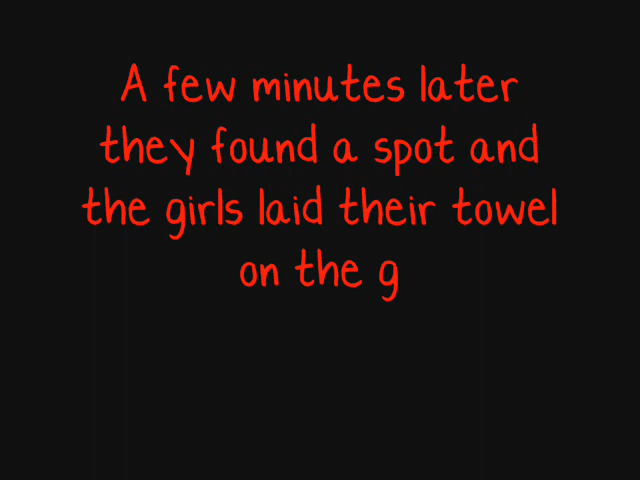 A few minutes later
they found a spot and
the girls laid their towel
on the g